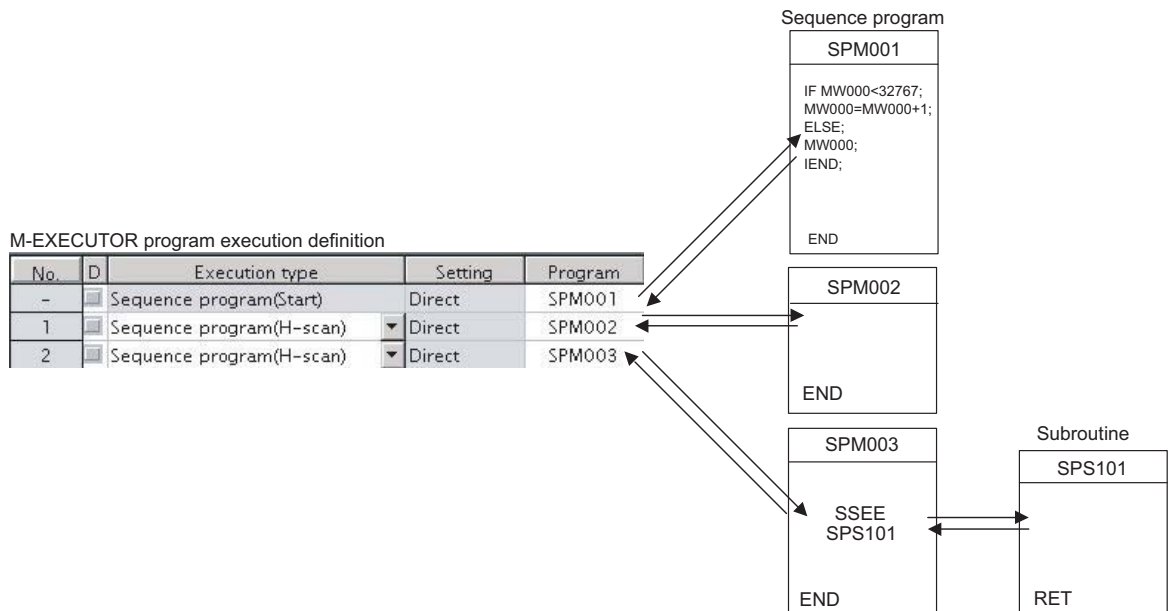 Sequence program
SPM001
IF MW000<32767;
MW000=MW000+1;
ELSE;
MW000;
IEND;
END
M-EXECUTOR program execution definition
No. D Execution type Setting Program
- Sequence program(Start) Direct SPM001
1 Sequence program(H-scan) Direct SPM002
2 Sequence program(H-scan) Direct SPM003
SPM002
END
SPM003
SSEE
SPS101
END
Subroutine
SPS101
RET